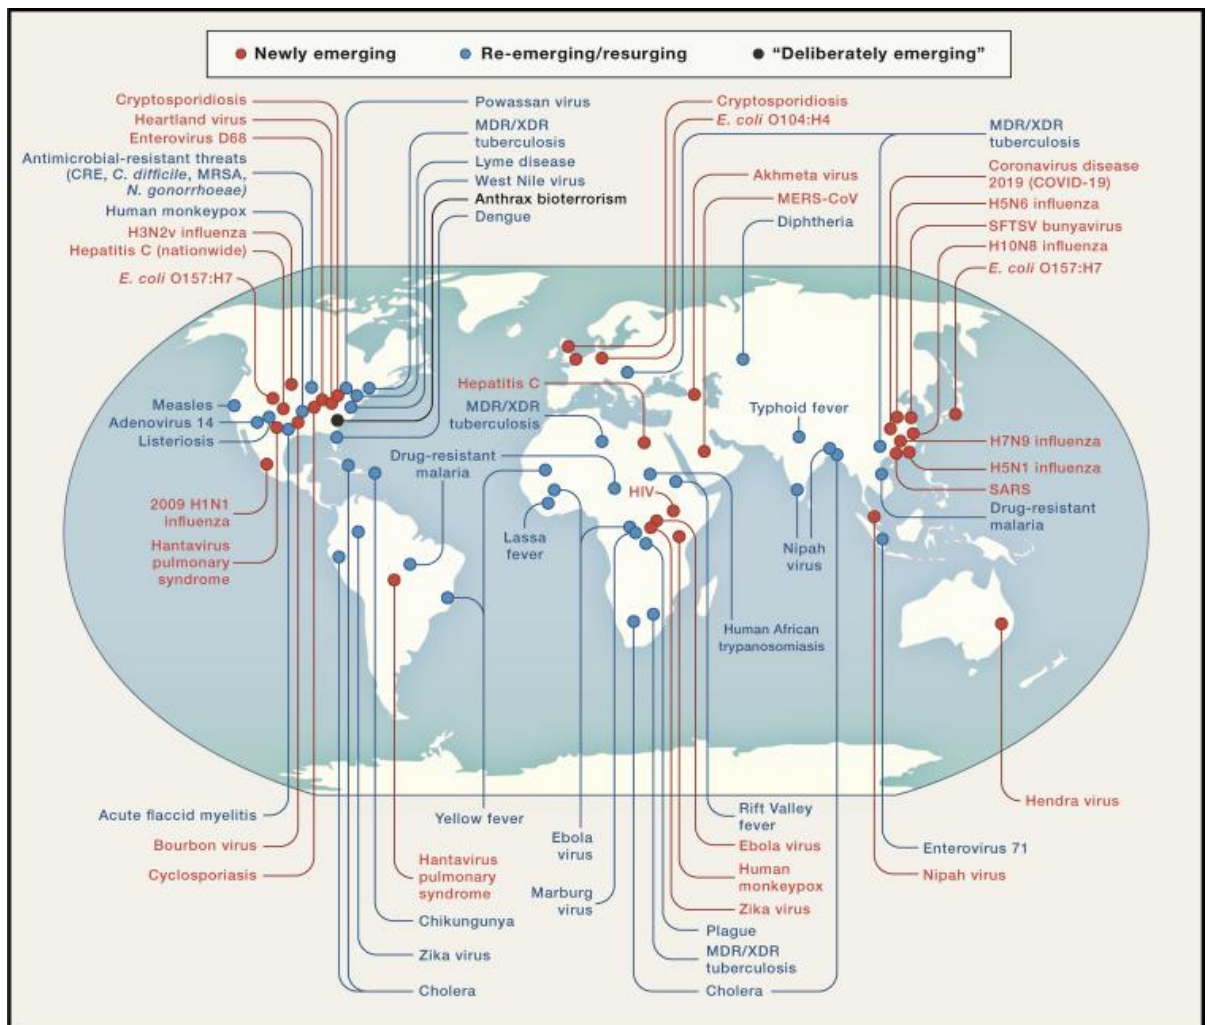 Newly emerging
Re-emerging/resurging
“Deliberately emerging”
Cryptosporidiosis
Heartland virus
Enterovirus D68
Antimicrobial-resistant threats
(CRE, C. difficile, MRSA,
N. gonorrhoeae)
Human monkeypox
H3N2v influenza
Hepatitis C (nationwide)
E. coli O157:H7
Powassan virus
MDR/XDR
tuberculosis
Lyme disease
West Nile virus
Anthrax bioterrorism
Dengue
Cryptosporidiosis
E. coli O104:H4
Akhmeta virus
MERS-CoV
Diphtheria
MDR/XDR
tuberculosis
Coronavirus disease
2019 (COVID-19)
H5N6 influenza
SFTSV bunyavirus
H10N8 influenza
E. coli O157:H7
Measles
Adenovirus 14
Listeriosis
2009 H1N1
influenza
Hantavirus
pulmonary
syndrome
Hepatitis C
MDR/XDR
tuberculosis
Drug-resistant
malaria
HIV
Lassa
fever
Typhoid fever
Nipah
virus
Human African
trypanosomiasis
H7N9 influenza
H5N1 influenza
SARS
Drug-resistant
malaria
Acute flaccid myelitis
Bourbon virus
Cyclosporiasis
Yellow fever
Hantavirus
pulmonary
syndrome
Chikungunya
Zika virus
Cholera
Ebola
virus
Marburg
virus
Rift Valley
fever
Ebola virus
Human
monkeypox
Zika virus
Plague
MDR/XDR
tuberculosis
Cholera
Hendra virus
Enterovirus 71
Nipah virus